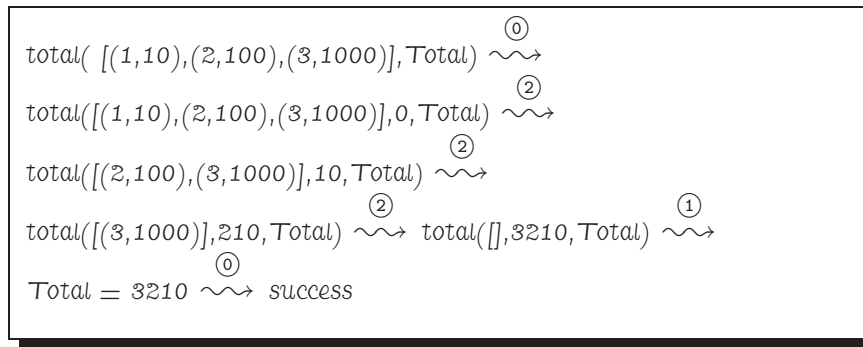 total( [(1,10),(2,100),(3,1000)],Total) ⓪ ⇝
total([(1,10),(2,100),(3,1000)],0,Total) ② ⇝
total([(2,100),(3,1000)],10,Total) ② ⇝
total([(3,1000)],210,Total) ② ⇝ total([],3210,Total) ① ⇝
Total = 3210 ⓪ ⇝ success